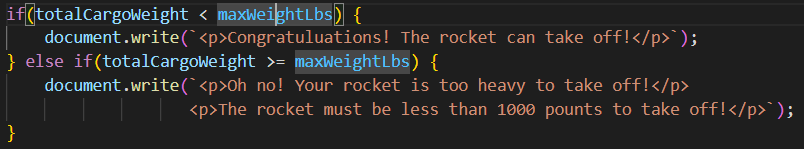 if(totalCargoWeight < maxWeightLbs) {
document.write(`<p>Congratuluations! The rocket can take off!</p>`);
} else if(totalCargoWeight >= maxWeightLbs) {
document.write(`<p>Oh no! Your rocket is too heavy to take off!</p>
<p>The rocket must be less than 1000 pounts to take off!</p>`);
}